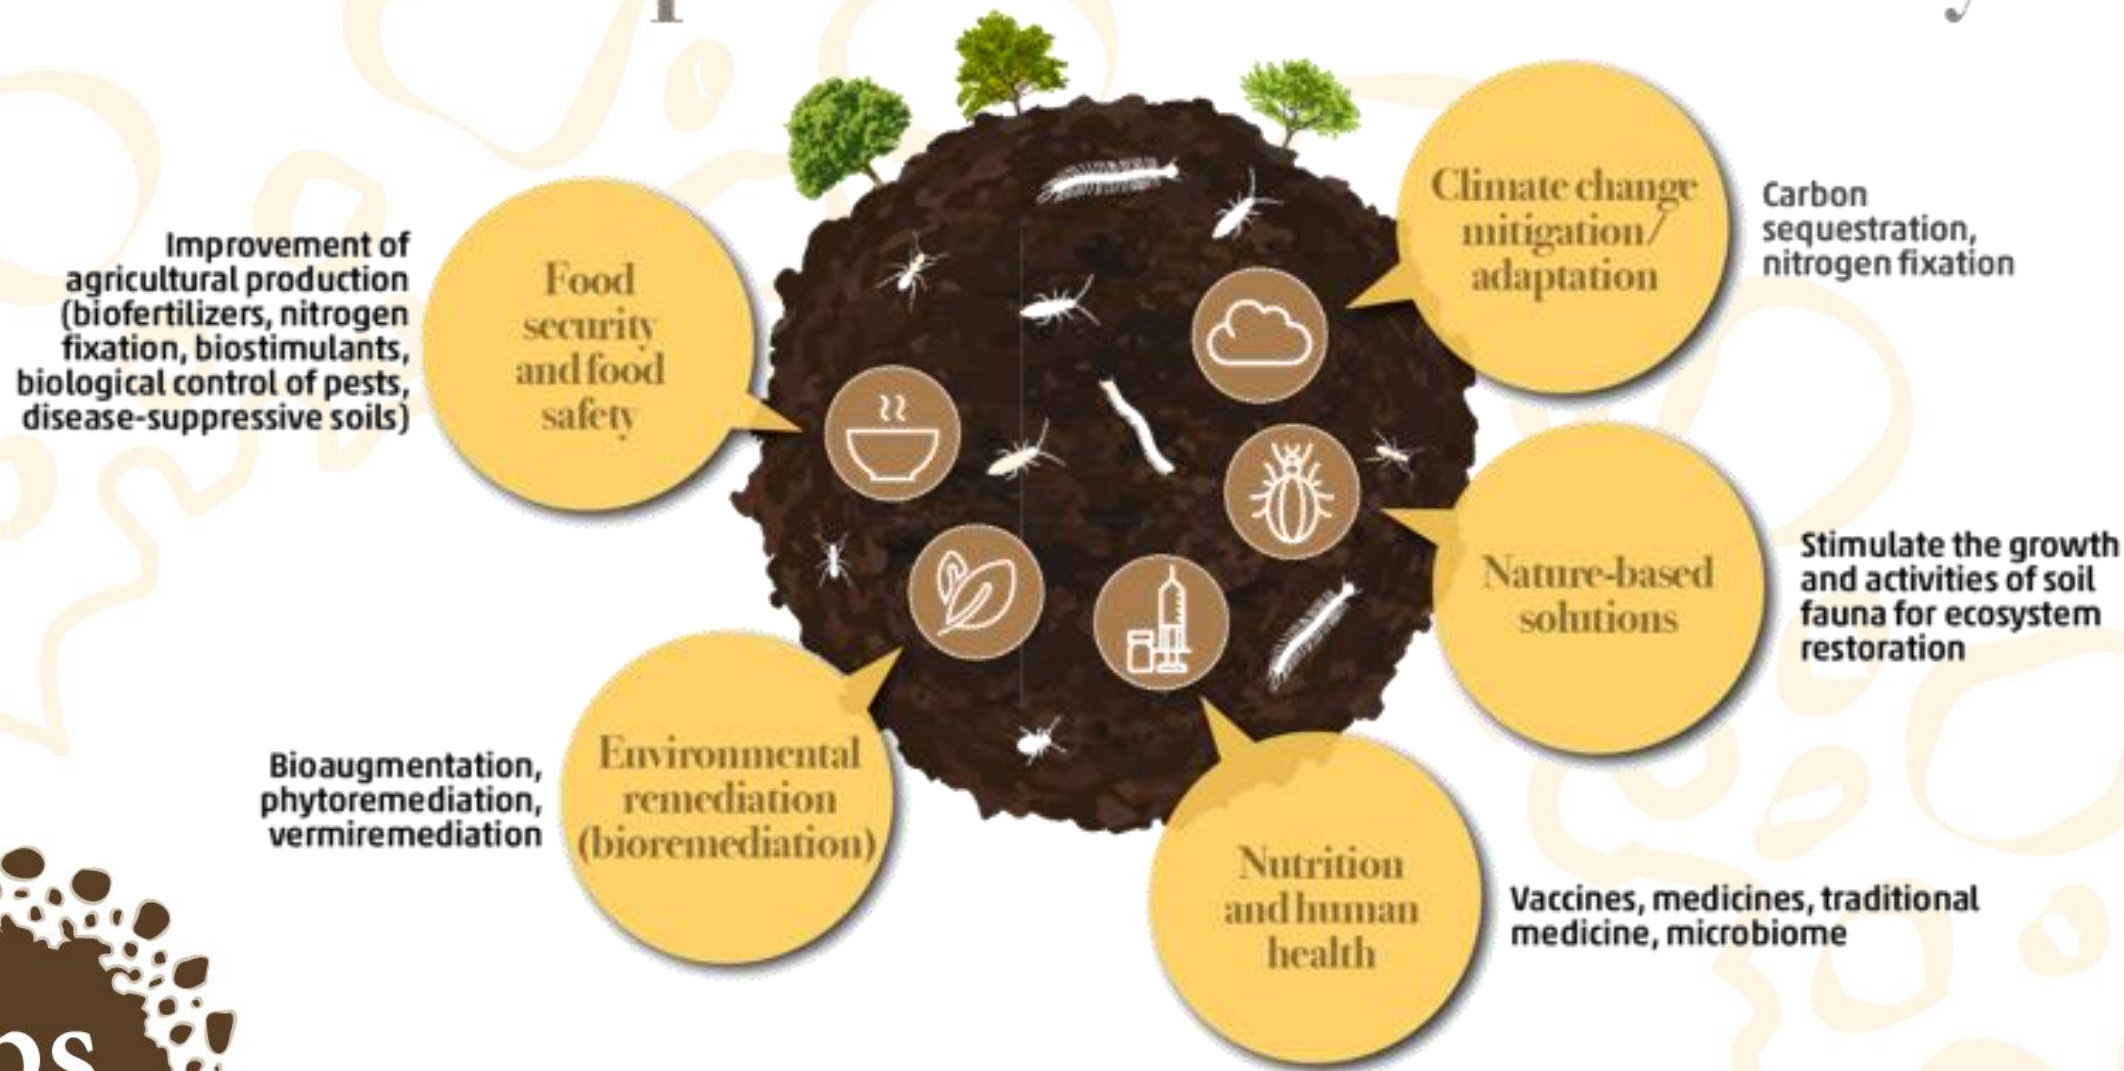 Improvement of
agricultural production
(biofertilizers, nitrogen
fixation, biostimulants,
biological control of pests,
disease-suppressive soils)
Food
security
and food
safety
Climate change
mitigation/
adaptation
Carbon
sequestration,
nitrogen fixation
Nature-based
solutions
Stimulate the growth
and activities of soil
fauna for ecosystem
restoration
Bioaugmentation,
phytoremediation,
vermiremediation
Environmental
remediation
(bioremediation)
Nutrition
and human
health
Vaccines, medicines, traditional
medicine, microbiome